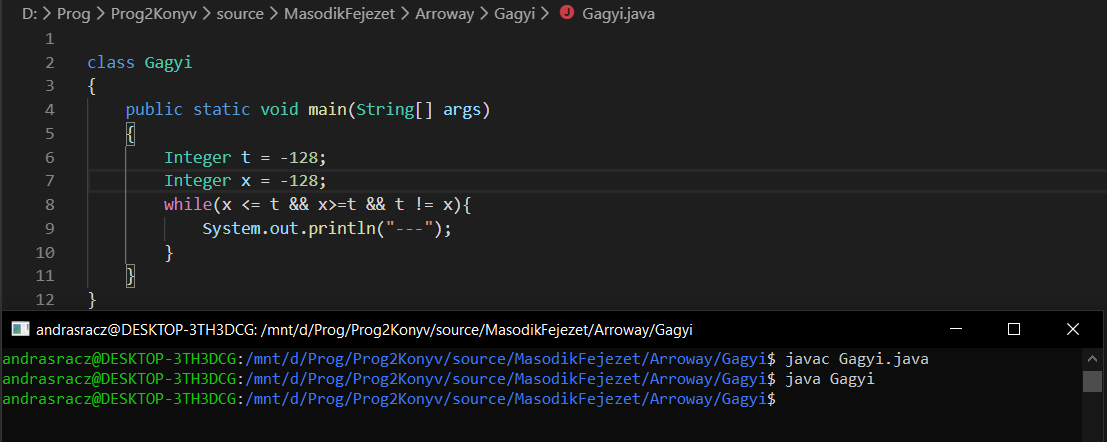 D: > Prog > Prog2Konyv > source > MasodikFejezet > Arroway > Gagyi > J Gagyi.java
1
2 class Gagyi
3 {
4 public static void main(String[] args)
5 {
6 Integer t = -128;
7 Integer x = -128;
8 while(x <= t && x>=t && t != x){
9 System.out.println("---");
10 }
11 }
12 }
andrasracz@DESKTOP-3TH3DCG: /mnt/d/Prog/Prog2Konyv/source/MasodikFejezet/Arroway/Gagyi
andrasracz@DESKTOP-3TH3DCG:/mnt/d/Prog/Prog2Konyv/source/MasodikFejezet/Arroway/Gagyi$ javac Gagyi.java
andrasracz@DESKTOP-3TH3DCG:/mnt/d/Prog/Prog2Konyv/source/MasodikFejezet/Arroway/Gagyi$ java Gagyi
andrasracz@DESKTOP-3TH3DCG:/mnt/d/Prog/Prog2Konyv/source/MasodikFejezet/Arroway/Gagyi$